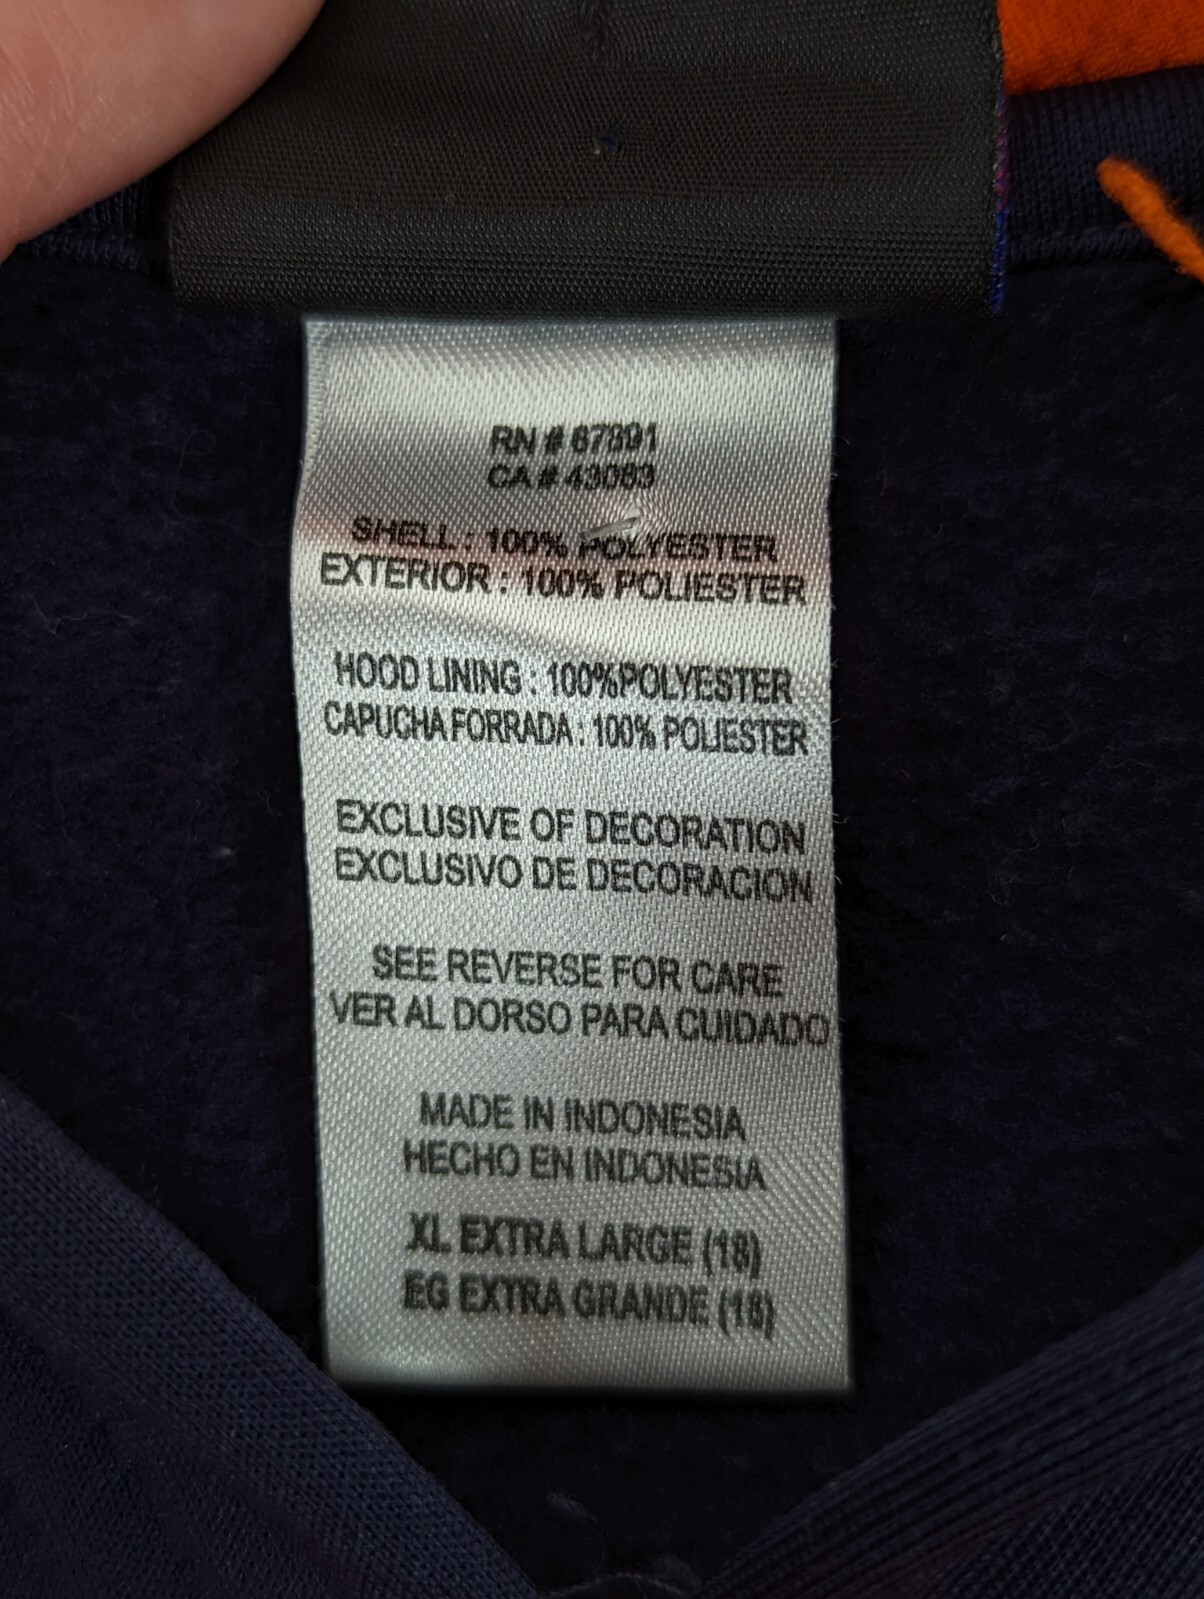 RN # 67891
CA # 43083
SHELL : 100% POLYESTER
EXTERIOR : 100% POLIESTER
HOOD LINING : 100%POLYESTER
CAPUCHA FORRADA : 100% POLIESTER
EXCLUSIVE OF DECORATION
EXCLUSIVO DE DECORACION
SEE REVERSE FOR CARE
VER AL DORSO PARA CUIDADO
MADE IN INDONESIA
HECHO EN INDONESIA
XL EXTRA LARGE (18)
EG EXTRA GRANDE (18)